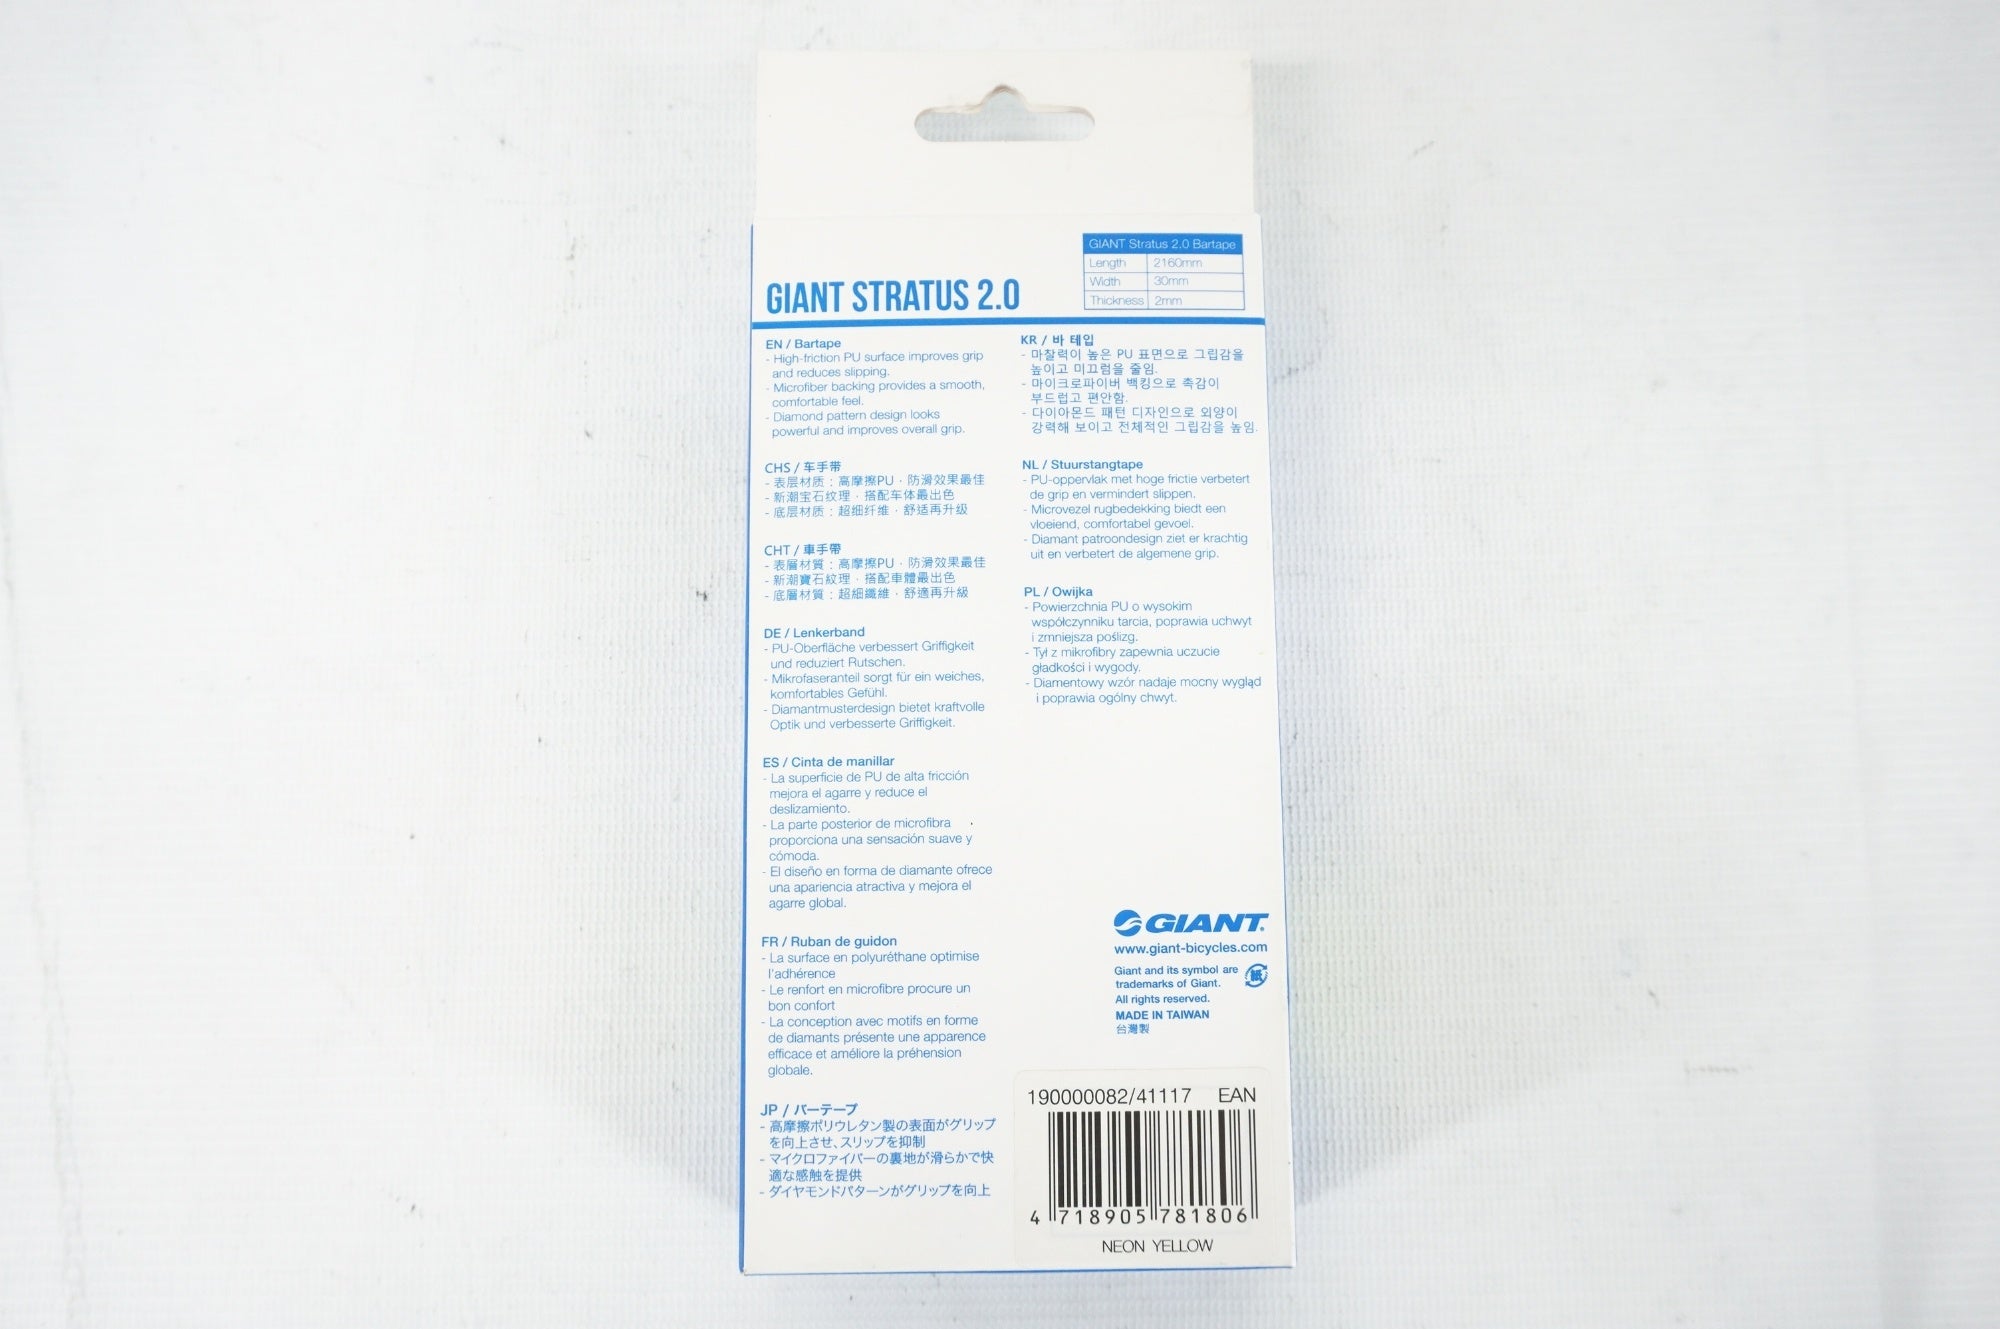 GIANT STRATUS 2.0
GIANT Stratus 2.0 Bartape
Length 2160mm
Width 30mm
Thickness 2mm
EN / Bartape
- High-friction PU surface improves grip
and reduces slipping.
- Microfiber backing provides a smooth,
comfortable feel.
- Diamond pattern design looks
powerful and improves overall grip.
CHS / 车手带
- 表层材质：高摩擦PU，防滑效果最佳
- 新潮宝石纹理，搭配车体最出色
- 底层材质：超细纤维，舒适再升级
CHT / 車手帶
- 表層材質：高摩擦PU，防滑效果最佳
- 新潮寶石紋理，搭配車體最出色
- 底層材質：超細纖維，舒適再升級
DE / Lenkerband
- PU-Oberfläche verbessert Griffigkeit
und reduziert Rutschen.
- Mikrofaseranteil sorgt für ein weiches,
komfortables Gefühl.
- Diamantmusterdesign bietet kraftvolle
Optik und verbesserte Griffigkeit.
ES / Cinta de manillar
- La superficie de PU de alta fricción
mejora el agarre y reduce el
deslizamiento.
- La parte posterior de microfibra
proporciona una sensación suave y
cómoda.
- El diseño en forma de diamante ofrece
una apariencia atractiva y mejora el
agarre global.
FR / Ruban de guidon
- La surface en polyuréthane optimise
l'adhérence
- Le renfort en microfibre procure un
bon confort
- La conception avec motifs en forme
de diamants présente une apparence
efficace et améliore la préhension
globale.
JP / バーテープ
- 高摩擦ポリウレタン製の表面がグリップ
を向上させ、スリップを抑制
- マイクロファイバーの裏地が滑らかで快
適な感触を提供
- ダイヤモンドパターンがグリップを向上
KR / 바 테입
- 마찰력이 높은 PU 표면으로 그립감을
높이고 미끄럼을 줄임.
- 마이크로파이버 백킹으로 촉감이
부드럽고 편안함.
- 다이아몬드 패턴 디자인으로 외양이
강력해 보이고 전체적인 그립감을 높임.
NL / Stuurstangtape
- PU-oppervlak met hoge frictie verbetert
de grip en vermindert slippen.
- Microvezel rugbedekking biedt een
vloeiend, comfortabel gevoel.
- Diamant patroondesign ziet er krachtig
uit en verbetert de algemene grip.
PL / Owijka
- Powierzchnia PU o wysokim
współczynniku tarcia, poprawia uchwyt
i zmniejsza poślizg.
- Tył z mikrofibry zapewnia uczucie
gładkości i wygody.
- Diamentowy wzór nadaje mocny wygląd
i poprawia ogólny chwyt.
GIANT
www.giant-bicycles.com
Giant and its symbol are
trademarks of Giant.
All rights reserved.
紙
MADE IN TAIWAN
台灣製
190000082/41117 EAN
4 718905 781806
NEON YELLOW